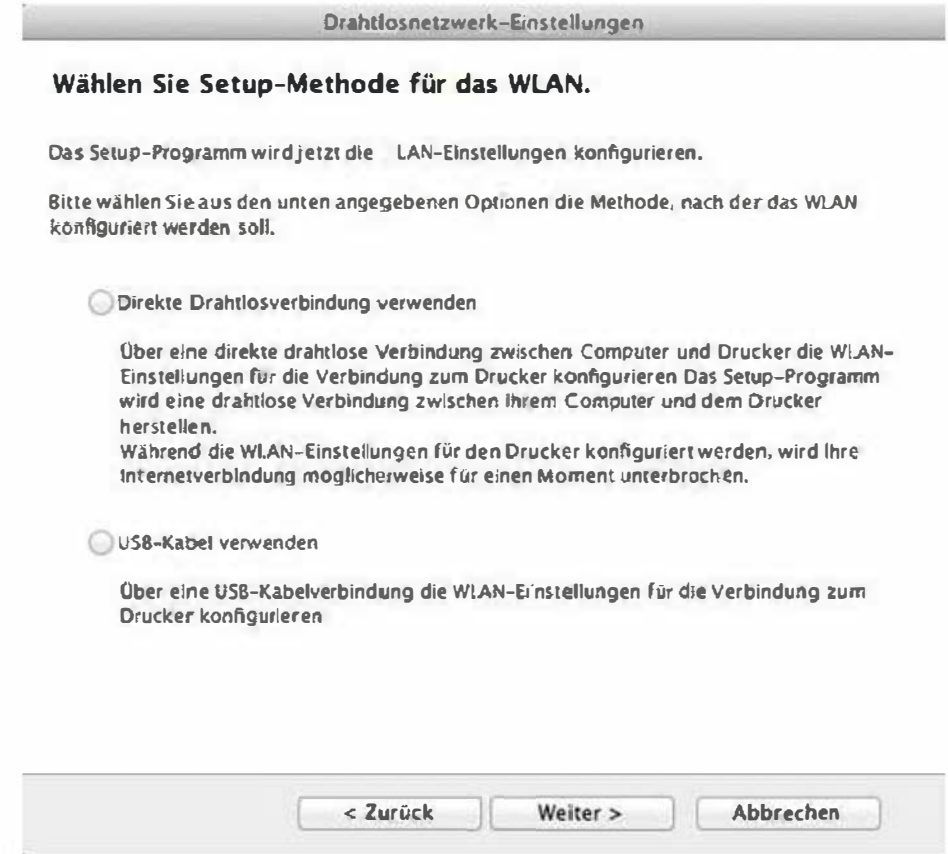 Drahtlosnetzwerk-Einstellungen
Wählen Sie Setup-Methode für das WLAN.
Das Setup-Programm wird jetzt die LAN-Einstellungen konfigurieren.
Bitte wählen Sie aus den unten angegebenen Optionen die Methode, nach der das WLAN
konfiguriert werden soll.
Direkte Drahtlosverbindung verwenden
Über eine direkte drahtlose Verbindung zwischen Computer und Drucker die WLAN-
Einstellungen für die Verbindung zum Drucker konfigurieren Das Setup-Programm
wird eine drahtlose Verbindung zwischen Ihrem Computer und dem Drucker
herstellen.
Während die WLAN-Einstellungen für den Drucker konfiguriert werden, wird Ihre
Internetverbindung möglicherweise für einen Moment unterbrochen.
USB-Kabel verwenden
Über eine USB-Kabelverbindung die WLAN-Einstellungen für die Verbindung zum
Drucker konfigurieren
< Zurück Weiter > Abbrechen